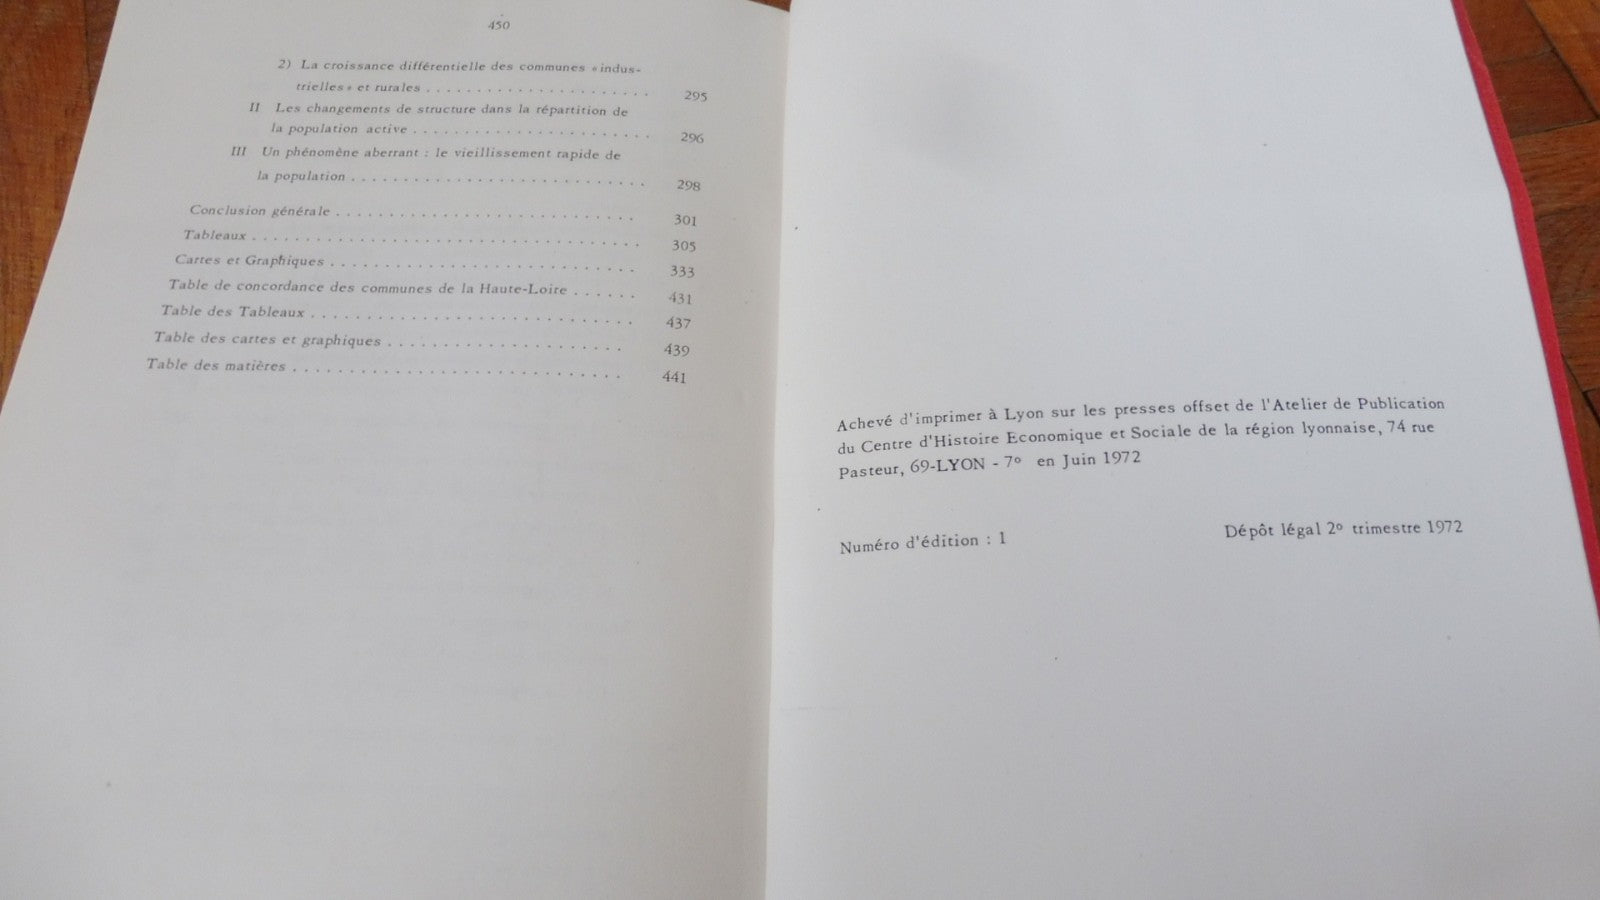 450
2) La croissance différentielle des communes «indus-
trielles» et rurales . . . . . . . . . . . . . . . . . . . . . . 295
II Les changements de structure dans la répartition de
la population active . . . . . . . . . . . . . . . . . . . . . . . 296
III Un phénomène aberrant : le vieillissement rapide de
la population . . . . . . . . . . . . . . . . . . . . . . . . . . . . 298
Conclusion générale . . . . . . . . . . . . . . . . . . . . . . . . . . . 301
Tableaux . . . . . . . . . . . . . . . . . . . . . . . . . . . . . . . . . . . 305
Cartes et Graphiques . . . . . . . . . . . . . . . . . . . . . . . . . . . 333
Table de concordance des communes de la Haute-Loire . . . . . . 431
Table des Tableaux . . . . . . . . . . . . . . . . . . . . . . . . . . . . . 437
Table des cartes et graphiques . . . . . . . . . . . . . . . . . . . . . 439
Table des matières . . . . . . . . . . . . . . . . . . . . . . . . . . . . . 441
Achevé d'imprimer à Lyon sur les presses offset de l'Atelier de Publication
du Centre d'Histoire Economique et Sociale de la région lyonnaise, 74 rue
Pasteur, 69-LYON - 7° en Juin 1972
Numéro d'édition : 1 Dépôt légal 2° trimestre 1972